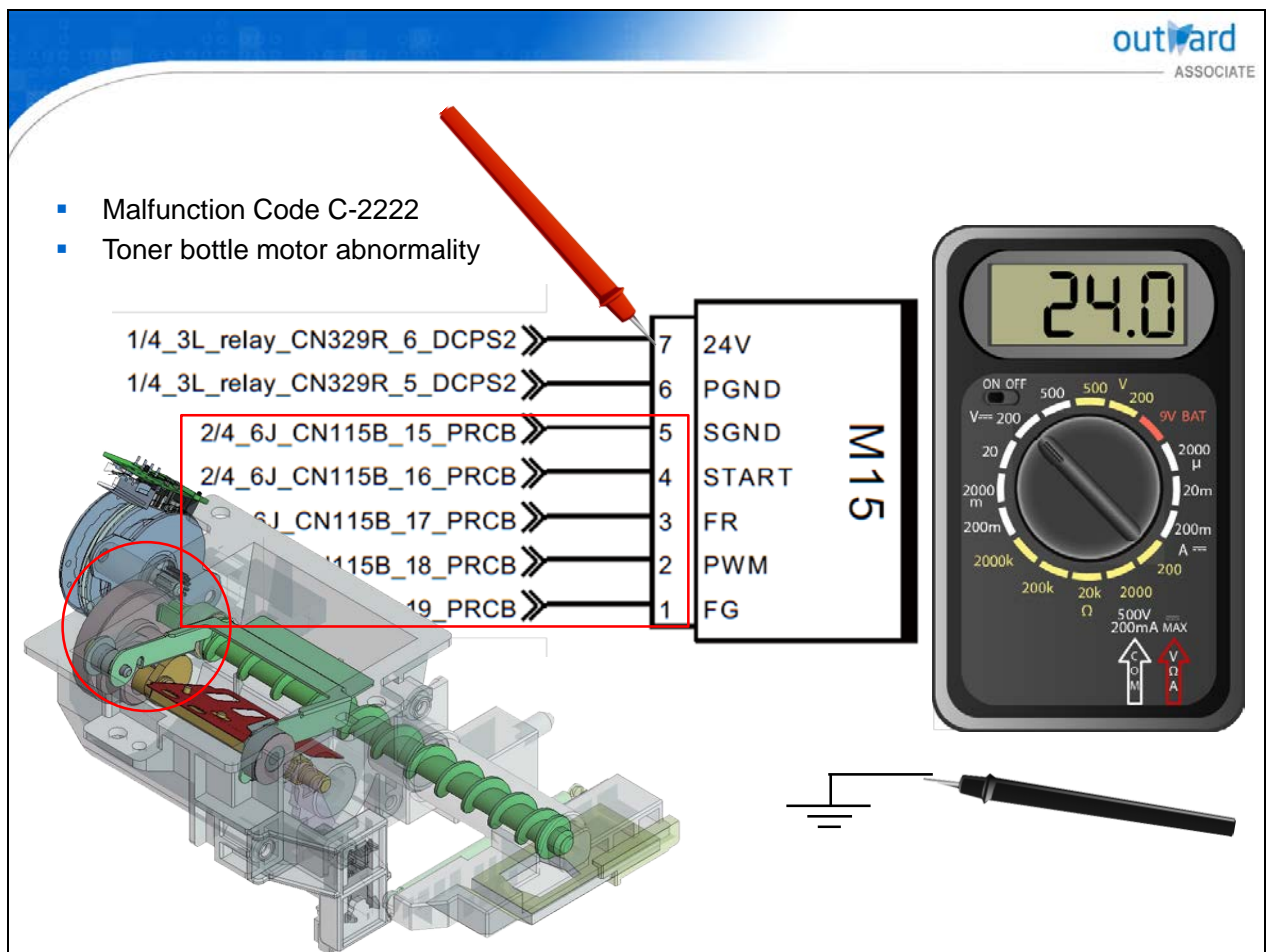 outward
ASSOCIATE
Malfunction Code C-2222
Toner bottle motor abnormality
1/4_3L_relay_CN329R_6_DCPS2
1/4_3L_relay_CN329R_5_DCPS2
2/4_6J_CN115B_15_PRCB
2/4_6J_CN115B_16_PRCB
6J_CN115B_17_PRCB
115B_18_PRCB
19_PRCB
7 24V
6 PGND
5 SGND
4 START
3 FR
2 PWM
1 FG
M15
24.0
ON OFF
500
500
V
200
V
200
9V BAT
20
2000
μ
2000
m
20m
200m
200m
A
2000k
200
200k
20k
2000
Ω
500V
200mA MAX
COM
VΩA